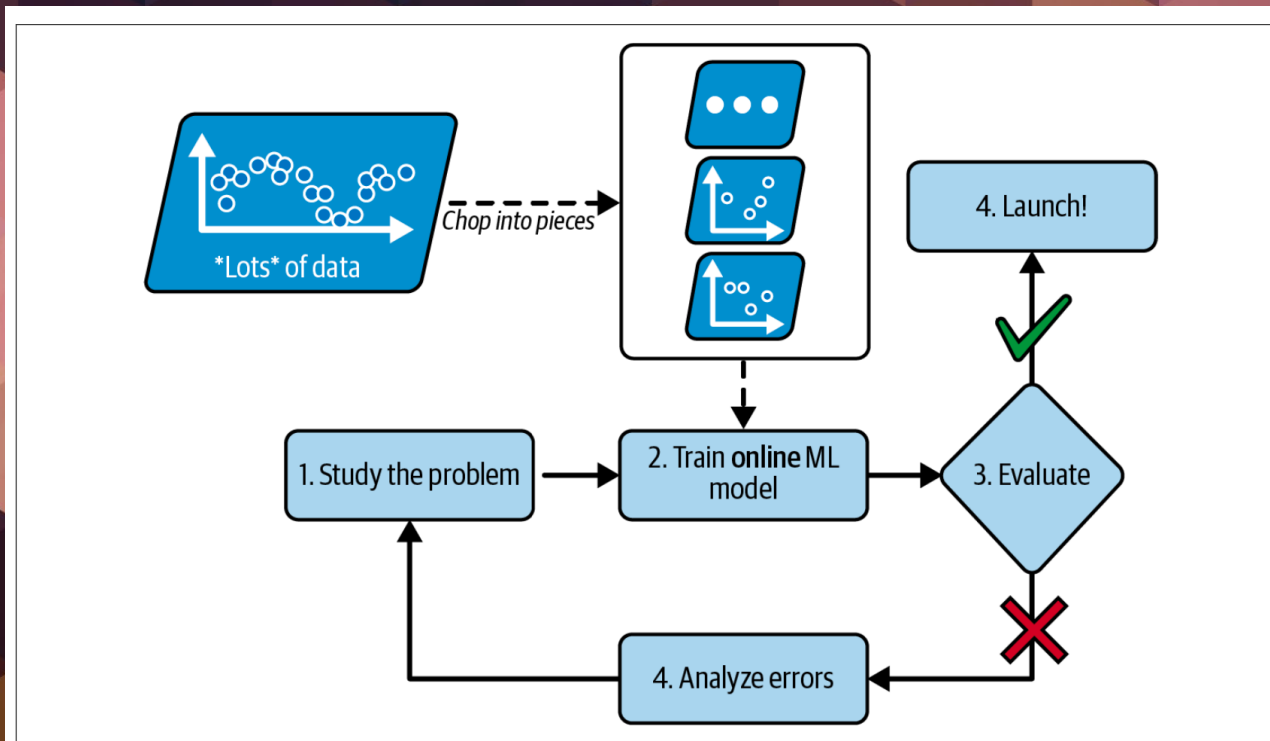 *Lots* of data
Chop into pieces
4. Launch!
1. Study the problem
2. Train online ML
model
3. Evaluate
4. Analyze errors